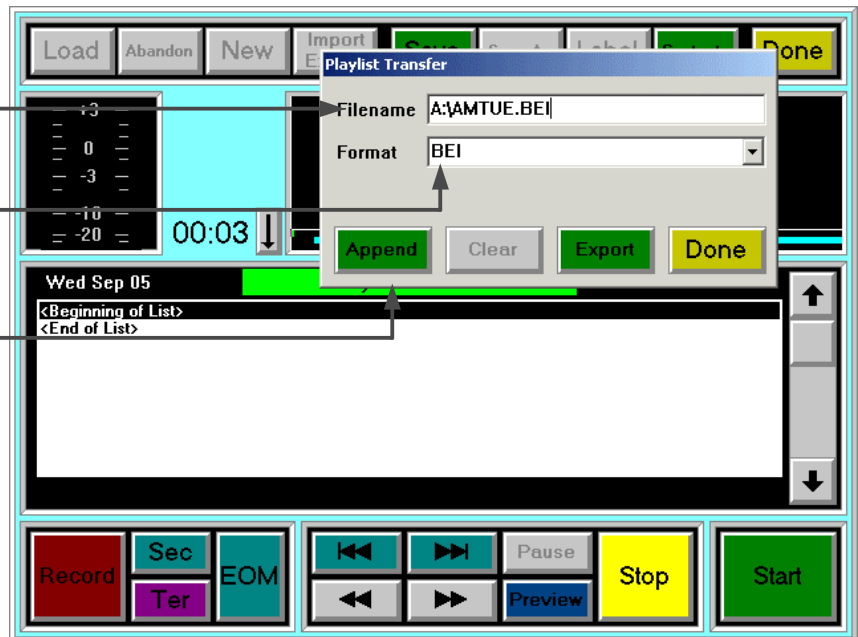 Load Abandon New Import Done
Playlist Transfer
Filename A:\AMTUE.BEI
Format BEI
+3
0
-3
-10
-20
00:03
Append Clear Export Done
Wed Sep 05
<Beginning of List>
<End of List>
Record Sec Ter EOM
Pause
Preview
Stop
Start